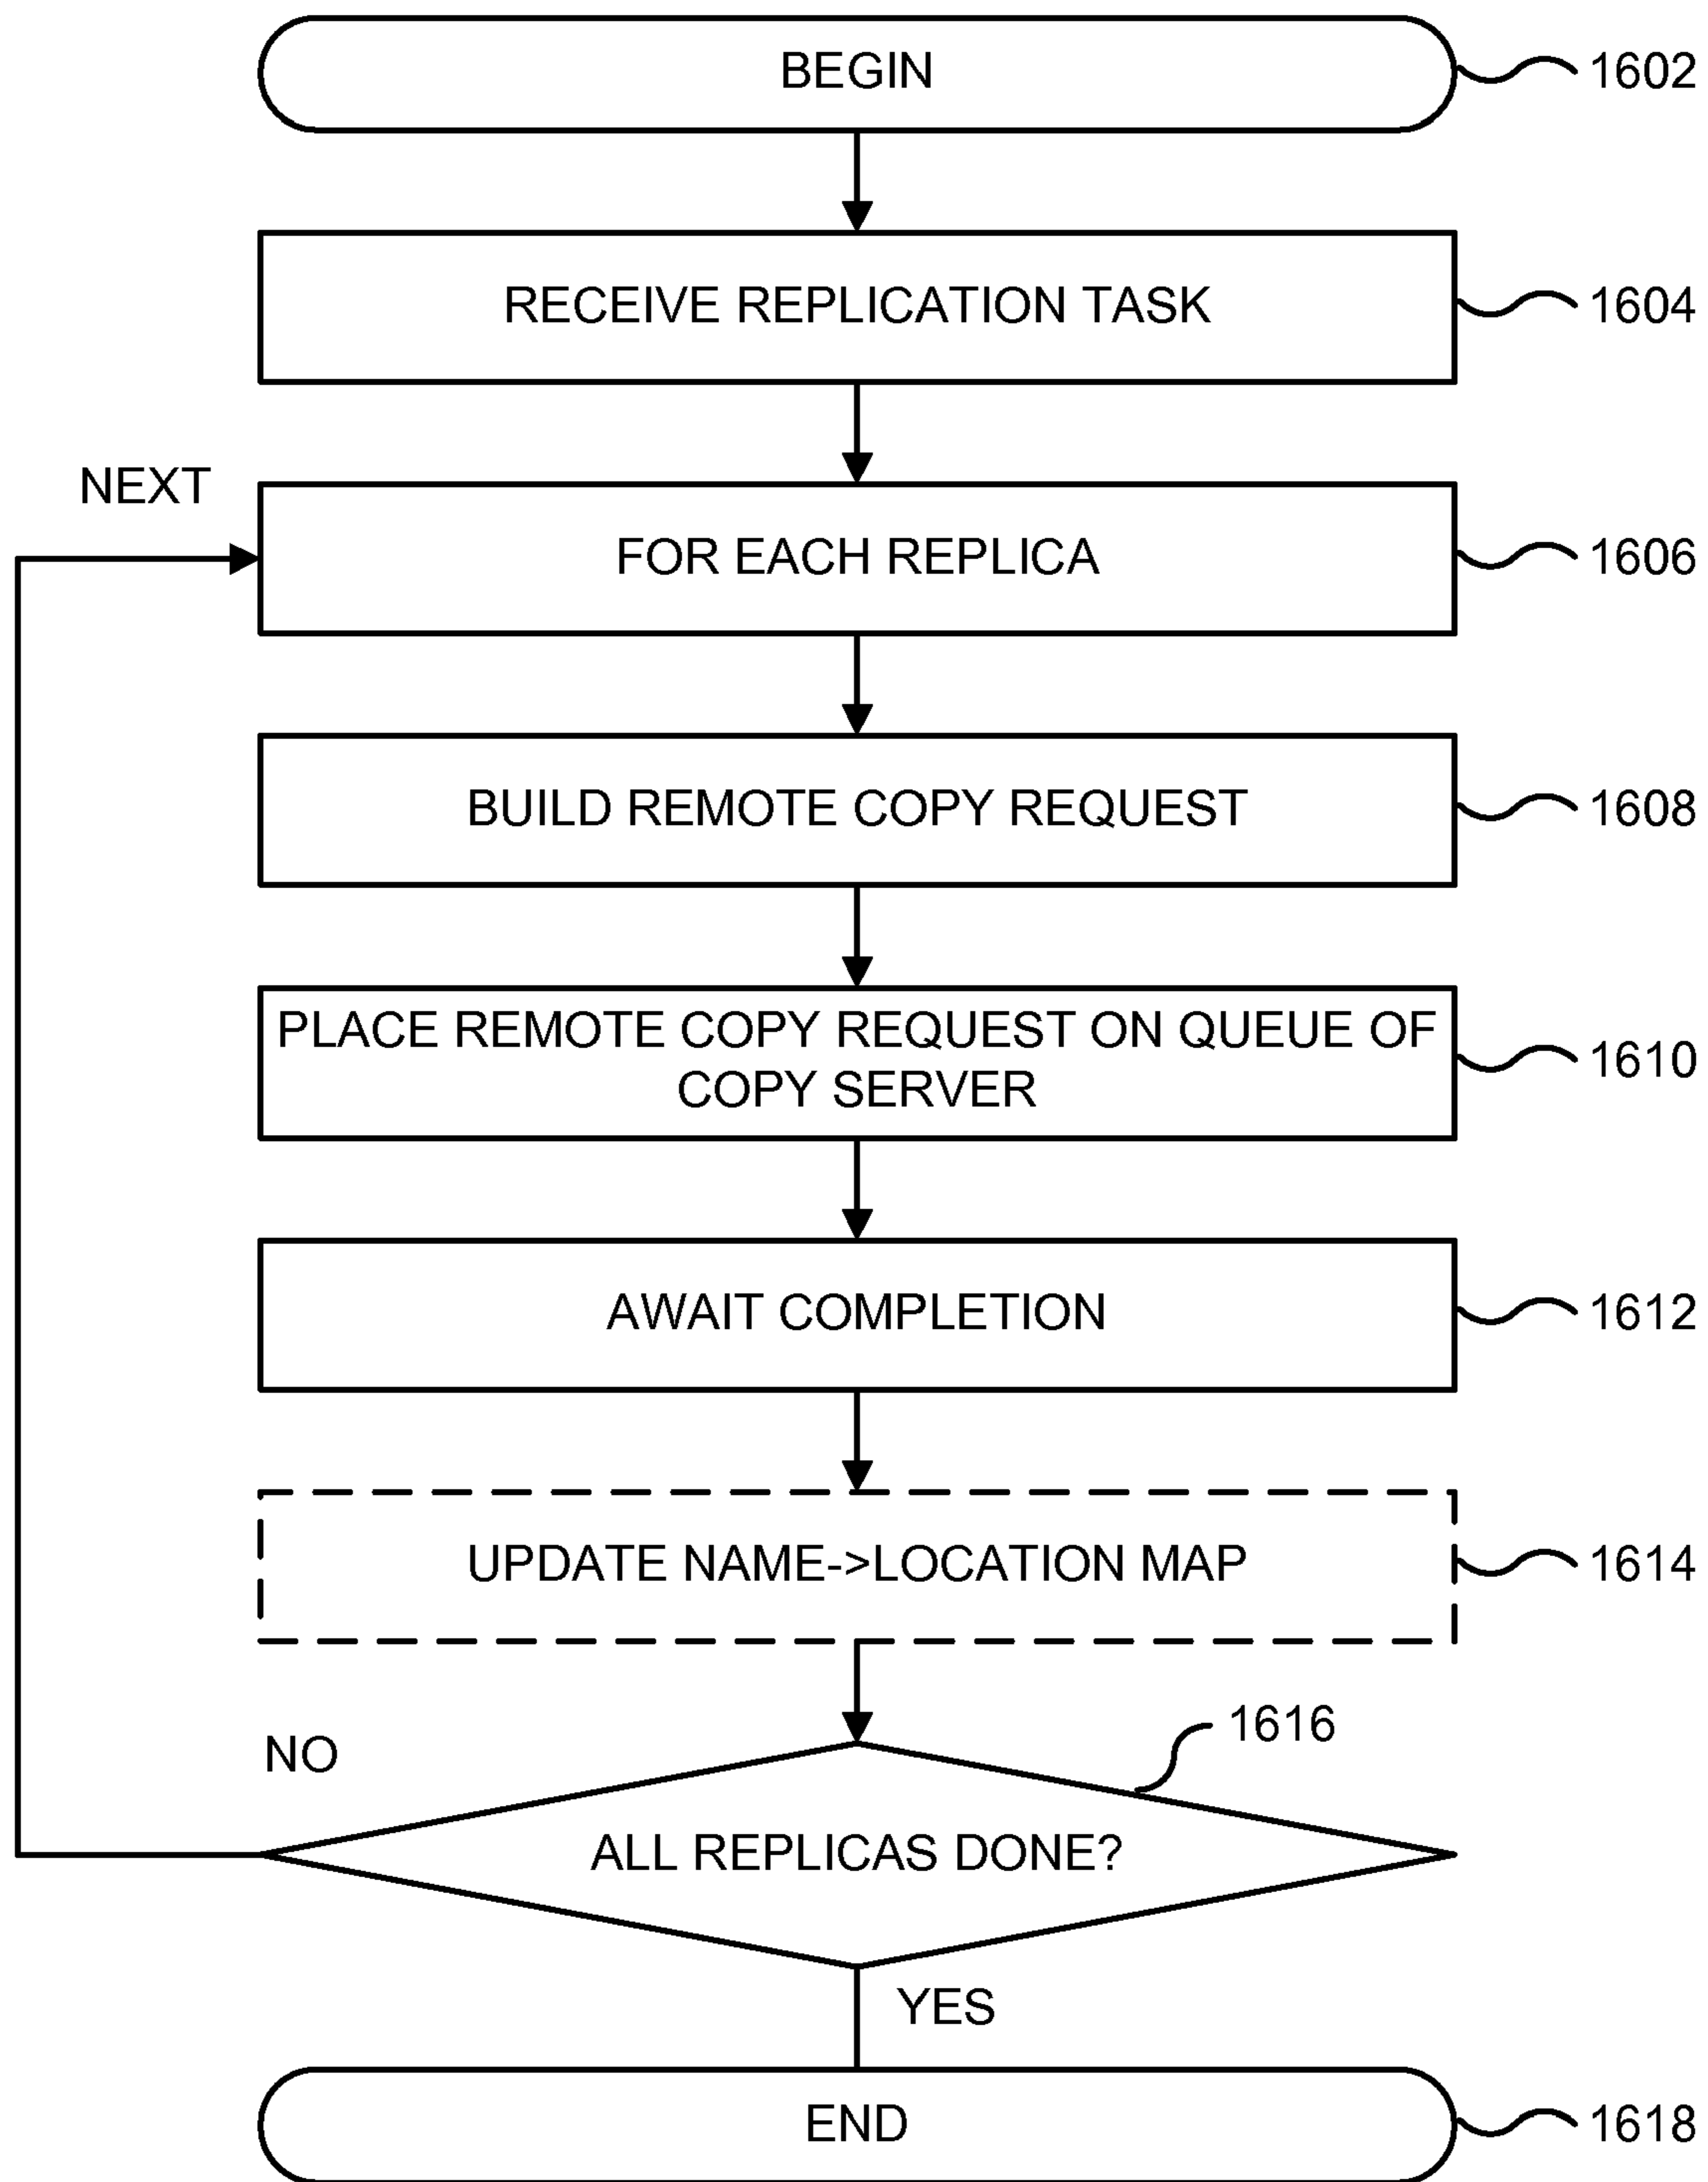 BEGIN
1602
RECEIVE REPLICATION TASK
1604
NEXT
FOR EACH REPLICA
1606
BUILD REMOTE COPY REQUEST
1608
PLACE REMOTE COPY REQUEST ON QUEUE OF
COPY SERVER
1610
AWAIT COMPLETION
1612
UPDATE NAME->LOCATION MAP
1614
1616
NO
ALL REPLICAS DONE?
YES
END
1618